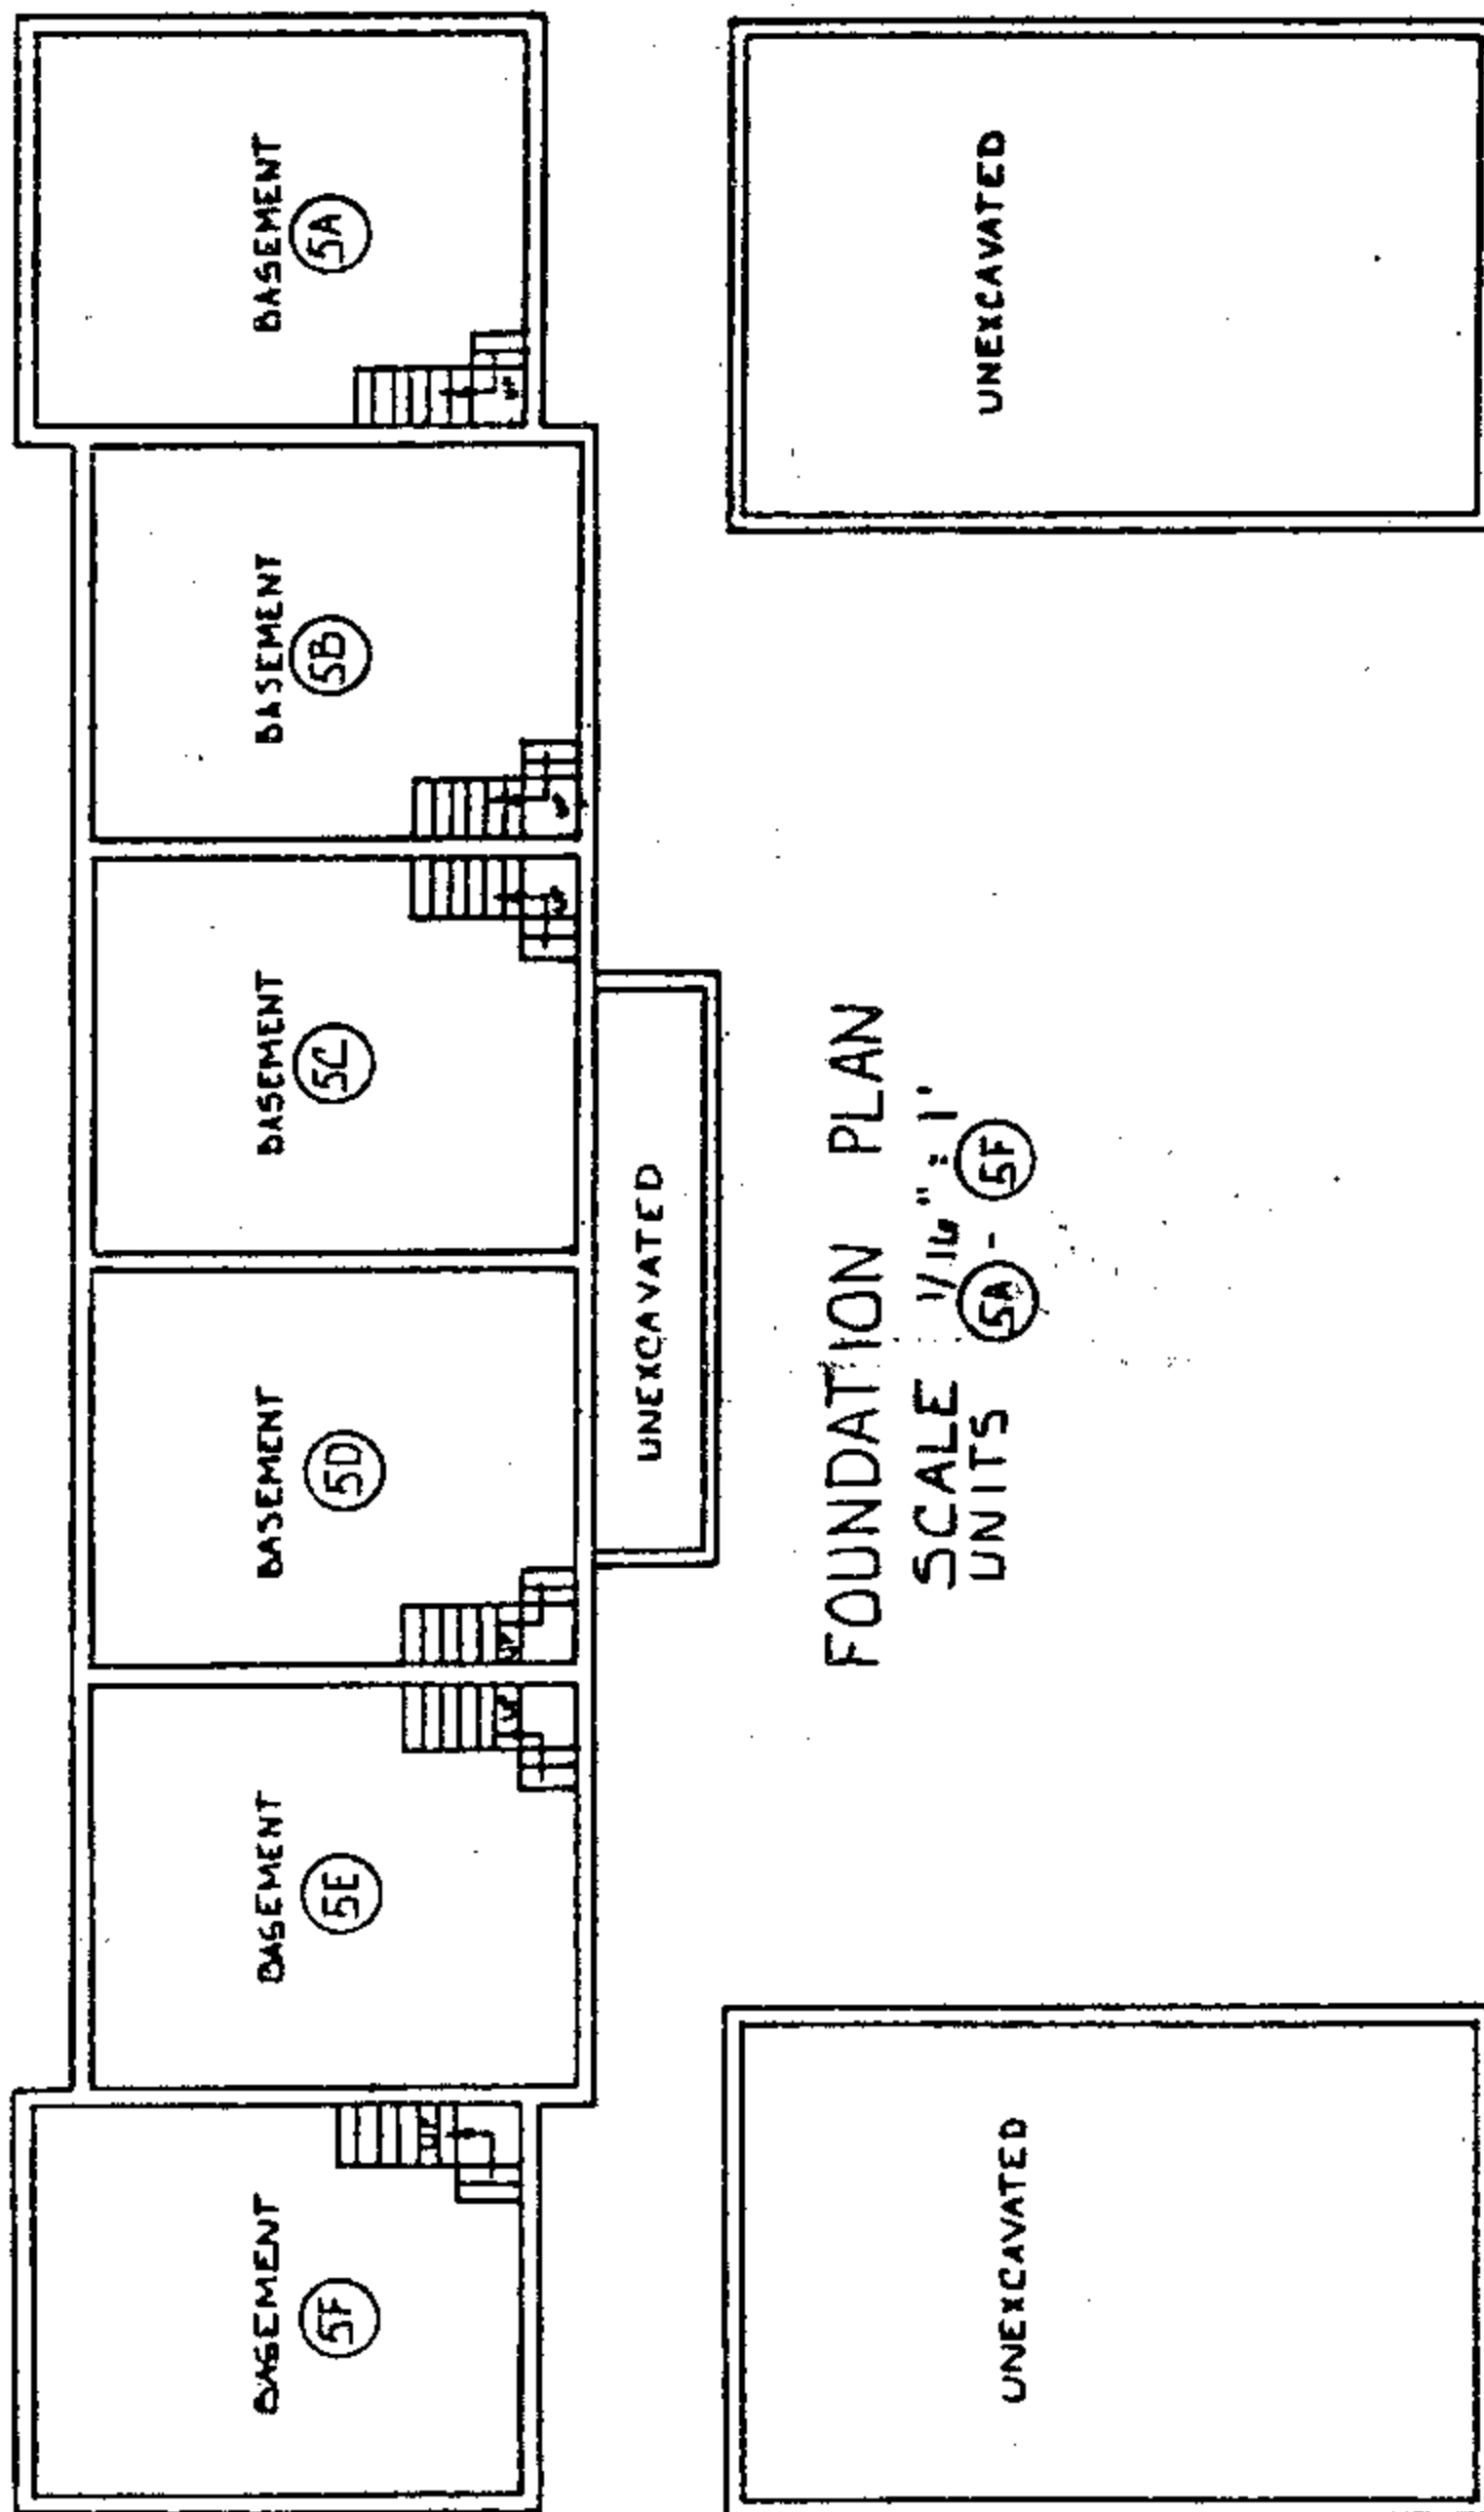 BASEMENT
5F
UP
BASEMENT
5E
BASEMENT
5D
BASEMENT
5C
BASEMENT
5B
BASEMENT
5A
UNEXCAVATED
FOUNDATION PLAN
SCALE 1/16" = 1'
UNITS 5A - 5F
UNEXCAVATED
UNEXCAVATED